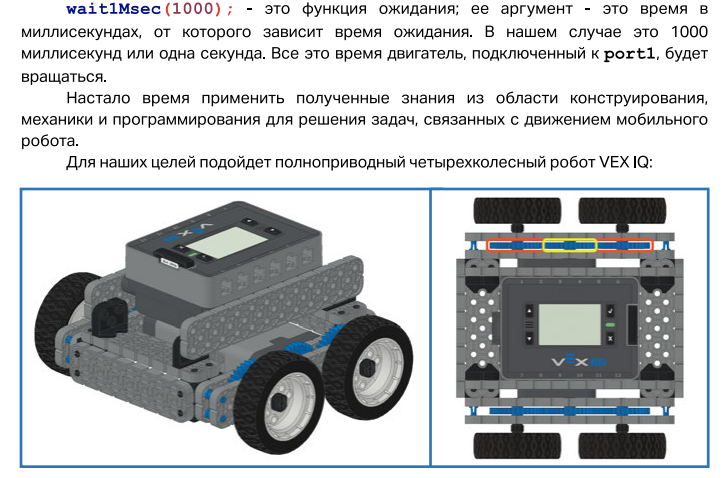 wait1Msec(1000); - это функция ожидания; ее аргумент - это время в
миллисекундах, от которого зависит время ожидания. В нашем случае это 1000
миллисекунд или одна секунда. Все это время двигатель, подключенный к port1, будет
вращаться.
Настало время применить полученные знания из области конструирования,
механики и программирования для решения задач, связанных с движением мобильного
робота.
Для наших целей подойдет полноприводный четырехколесный робот VEX IQ:
VEX IQ